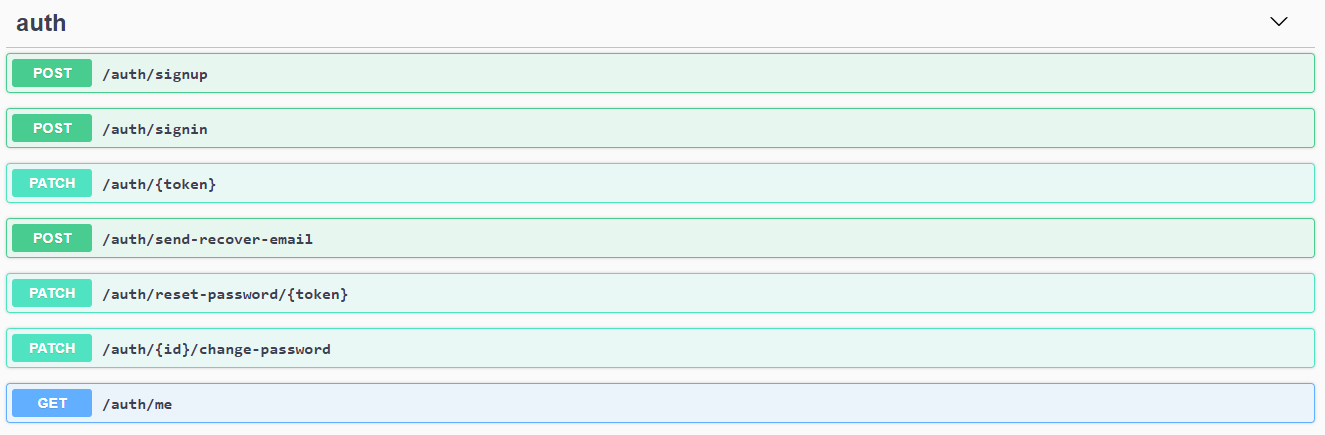 auth
POST /auth/signup
POST /auth/signin
PATCH /auth/{token}
POST /auth/send-recover-email
PATCH /auth/reset-password/{token}
PATCH /auth/{id}/change-password
GET /auth/me